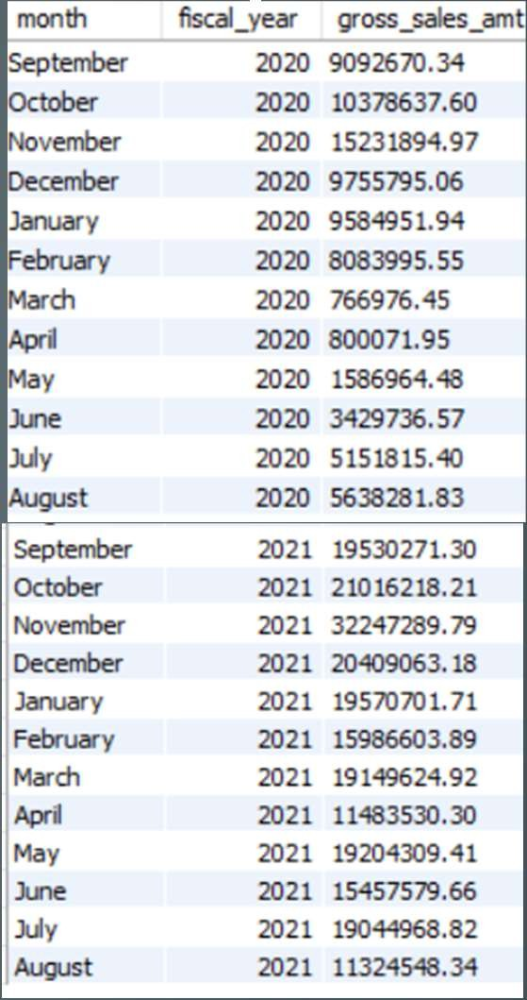 month fiscal_year gross_sales_amt
September 2020 9092670.34
October 2020 10378637.60
November 2020 15231894.97
December 2020 9755795.06
January 2020 9584951.94
February 2020 8083995.55
March 2020 766976.45
April 2020 800071.95
May 2020 1586964.48
June 2020 3429736.57
July 2020 5151815.40
August 2020 5638281.83
September 2021 19530271.30
October 2021 21016218.21
November 2021 32247289.79
December 2021 20409063.18
January 2021 19570701.71
February 2021 15986603.89
March 2021 19149624.92
April 2021 11483530.30
May 2021 19204309.41
June 2021 15457579.66
July 2021 19044968.82
August 2021 11324548.34